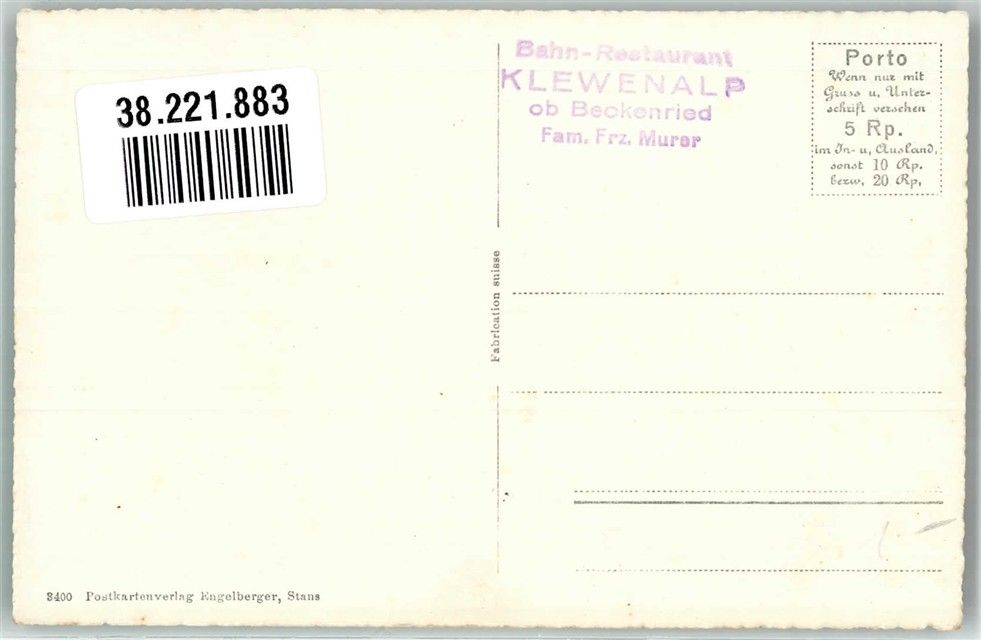 38.221.883
Bahn-Restaurant
KLEWENALP
ob Beckenried
Fam. Frz. Murer
Porto
Wenn nur mit
Gruss u. Unter-
schrift versehen
5 Rp.
im In- u. Ausland,
sonst 10 Rp.
bezw. 20 Rp.
Fabrication suisse
3400 Postkartenverlag Engelberger, Stans